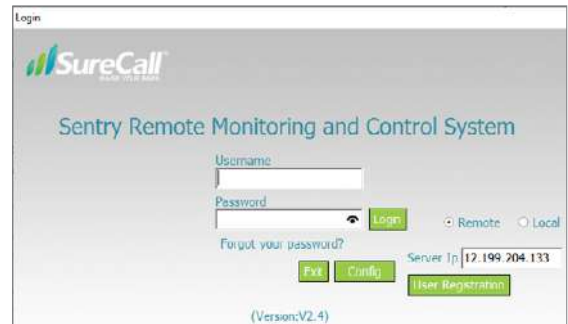 Login
SureCall
Sentry Remote Monitoring and Control System
Username
Password
Login
Remote
Local
Forgot your password?
Server Ip 12.199.204.133
Exit
Config
User Registration
(Version:V2.4)